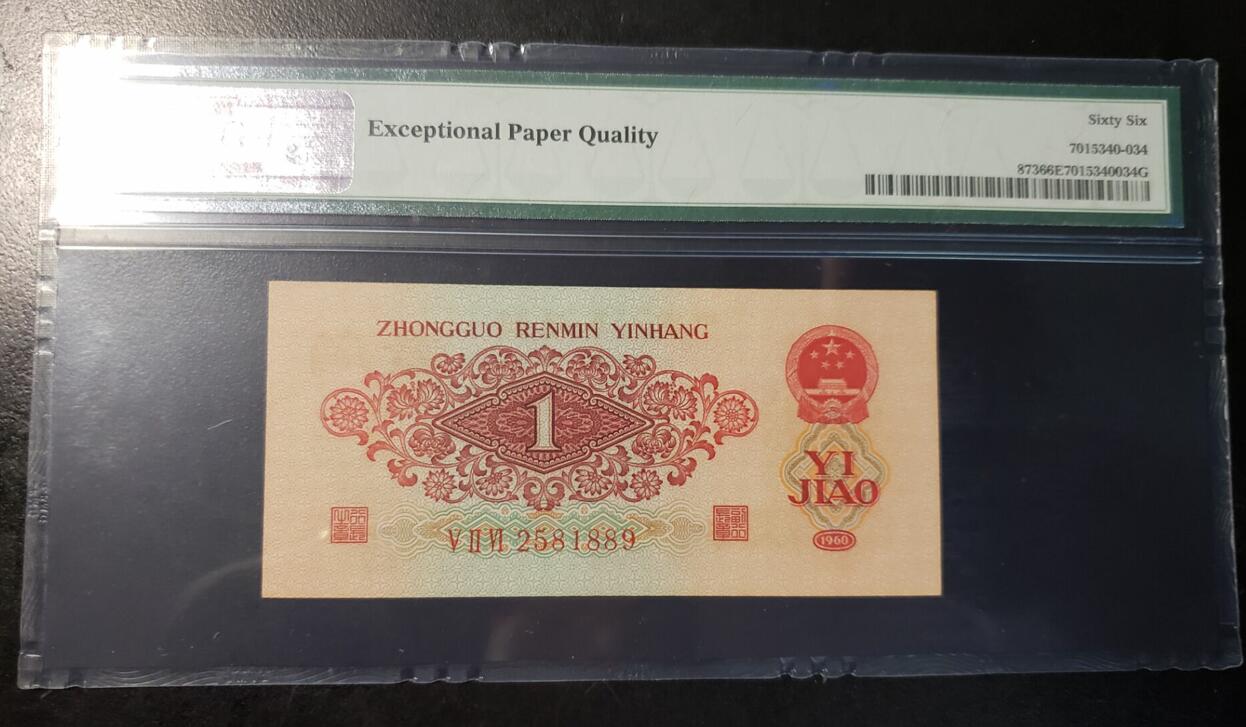 Exceptional Paper Quality
Sixty Six
7015340-034
87366E7015340034G
ZHONGGUO RENMIN YINHANG
1
YI
JIAO
V II VI 2581889
1960